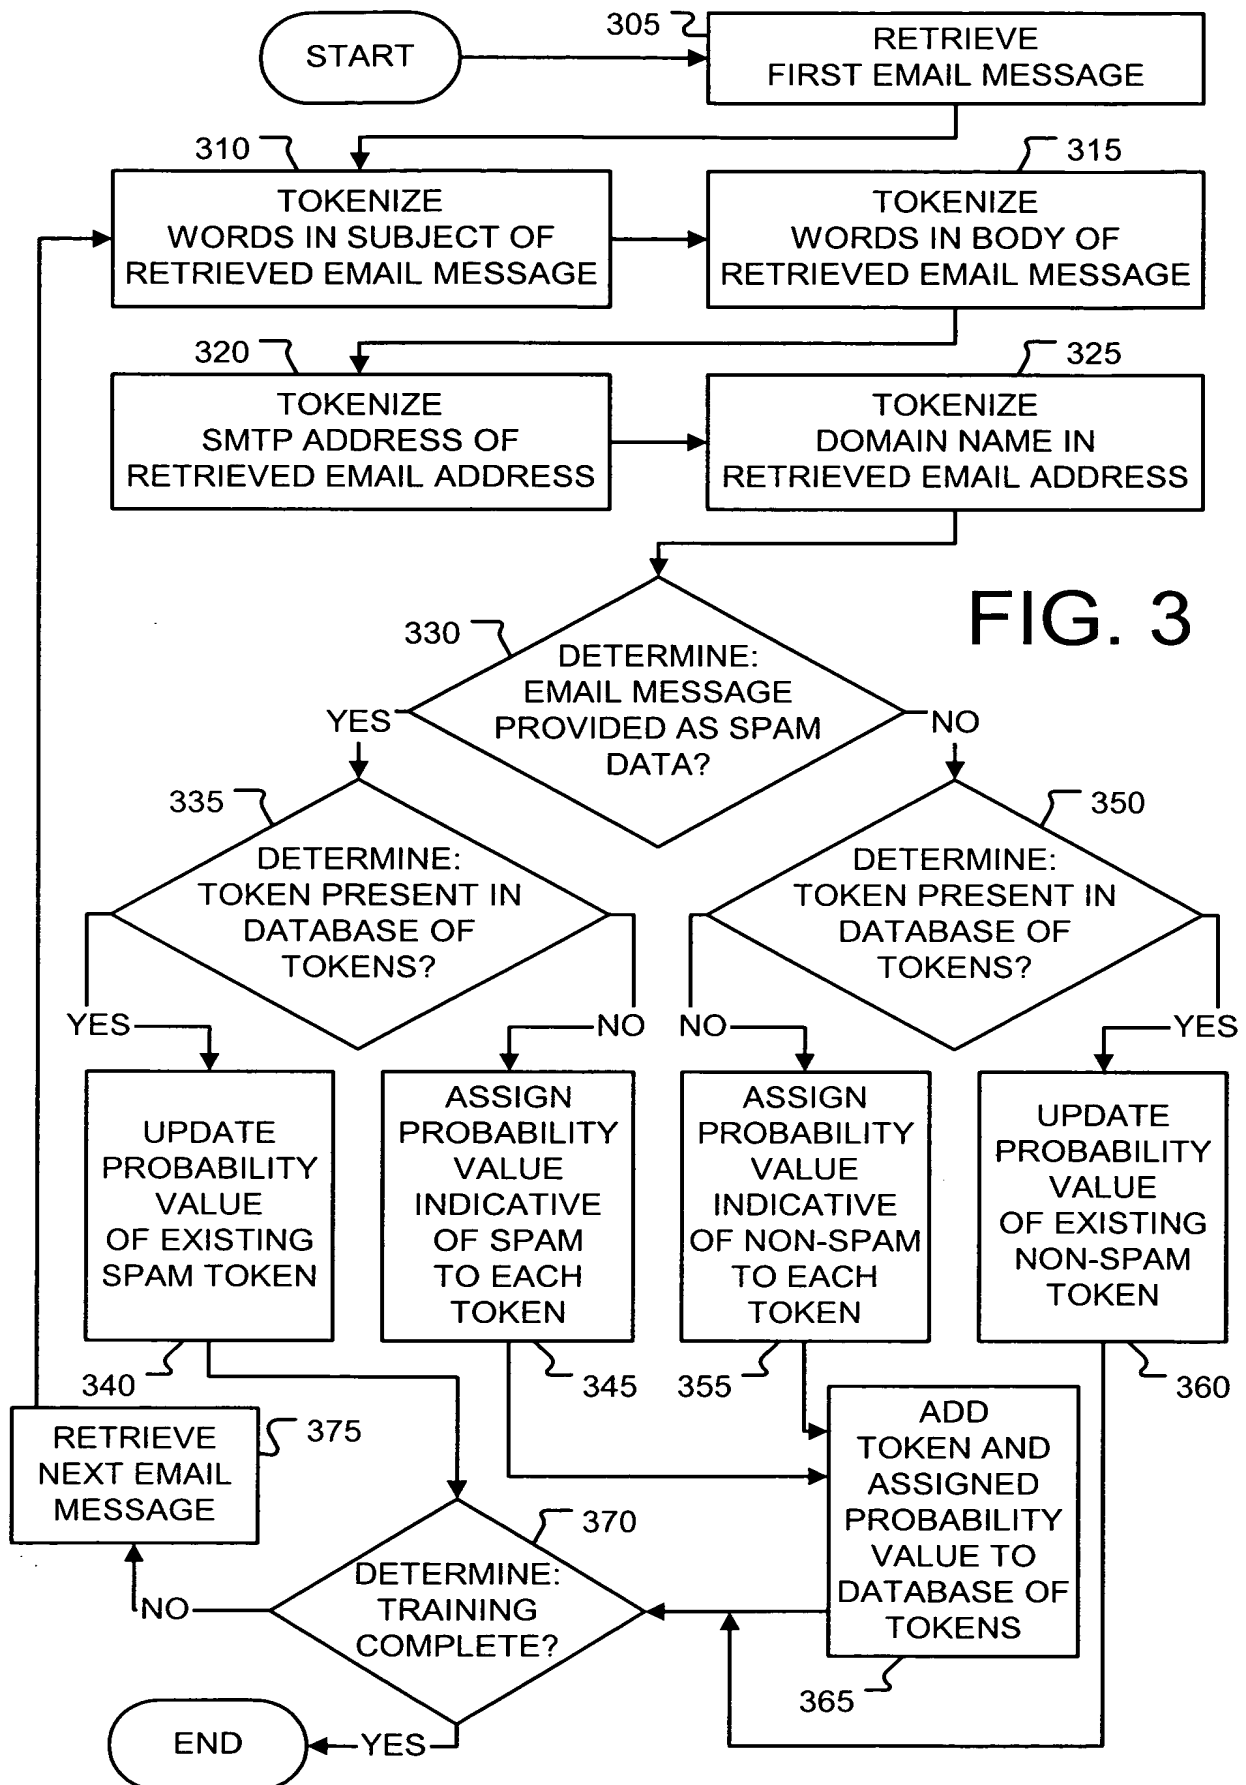 START
305
RETRIEVE
FIRST EMAIL MESSAGE
310
TOKENIZE
WORDS IN SUBJECT OF
RETRIEVED EMAIL MESSAGE
315
TOKENIZE
WORDS IN BODY OF
RETRIEVED EMAIL MESSAGE
320
TOKENIZE
SMTP ADDRESS OF
RETRIEVED EMAIL ADDRESS
325
TOKENIZE
DOMAIN NAME IN
RETRIEVED EMAIL ADDRESS
FIG. 3
330
DETERMINE:
EMAIL MESSAGE
PROVIDED AS SPAM
DATA?
YES
NO
335
DETERMINE:
TOKEN PRESENT IN
DATABASE OF
TOKENS?
YES
NO
350
DETERMINE:
TOKEN PRESENT IN
DATABASE OF
TOKENS?
NO
YES
UPDATE
PROBABILITY
VALUE
OF EXISTING
SPAM TOKEN
340
ASSIGN
PROBABILITY
VALUE
INDICATIVE
OF SPAM
TO EACH
TOKEN
345
ASSIGN
PROBABILITY
VALUE
INDICATIVE
OF NON-SPAM
TO EACH
TOKEN
355
UPDATE
PROBABILITY
VALUE
OF EXISTING
NON-SPAM
TOKEN
360
RETRIEVE
NEXT EMAIL
MESSAGE
375
ADD
TOKEN AND
ASSIGNED
PROBABILITY
VALUE TO
DATABASE OF
TOKENS
365
370
DETERMINE:
TRAINING
COMPLETE?
NO
YES
END